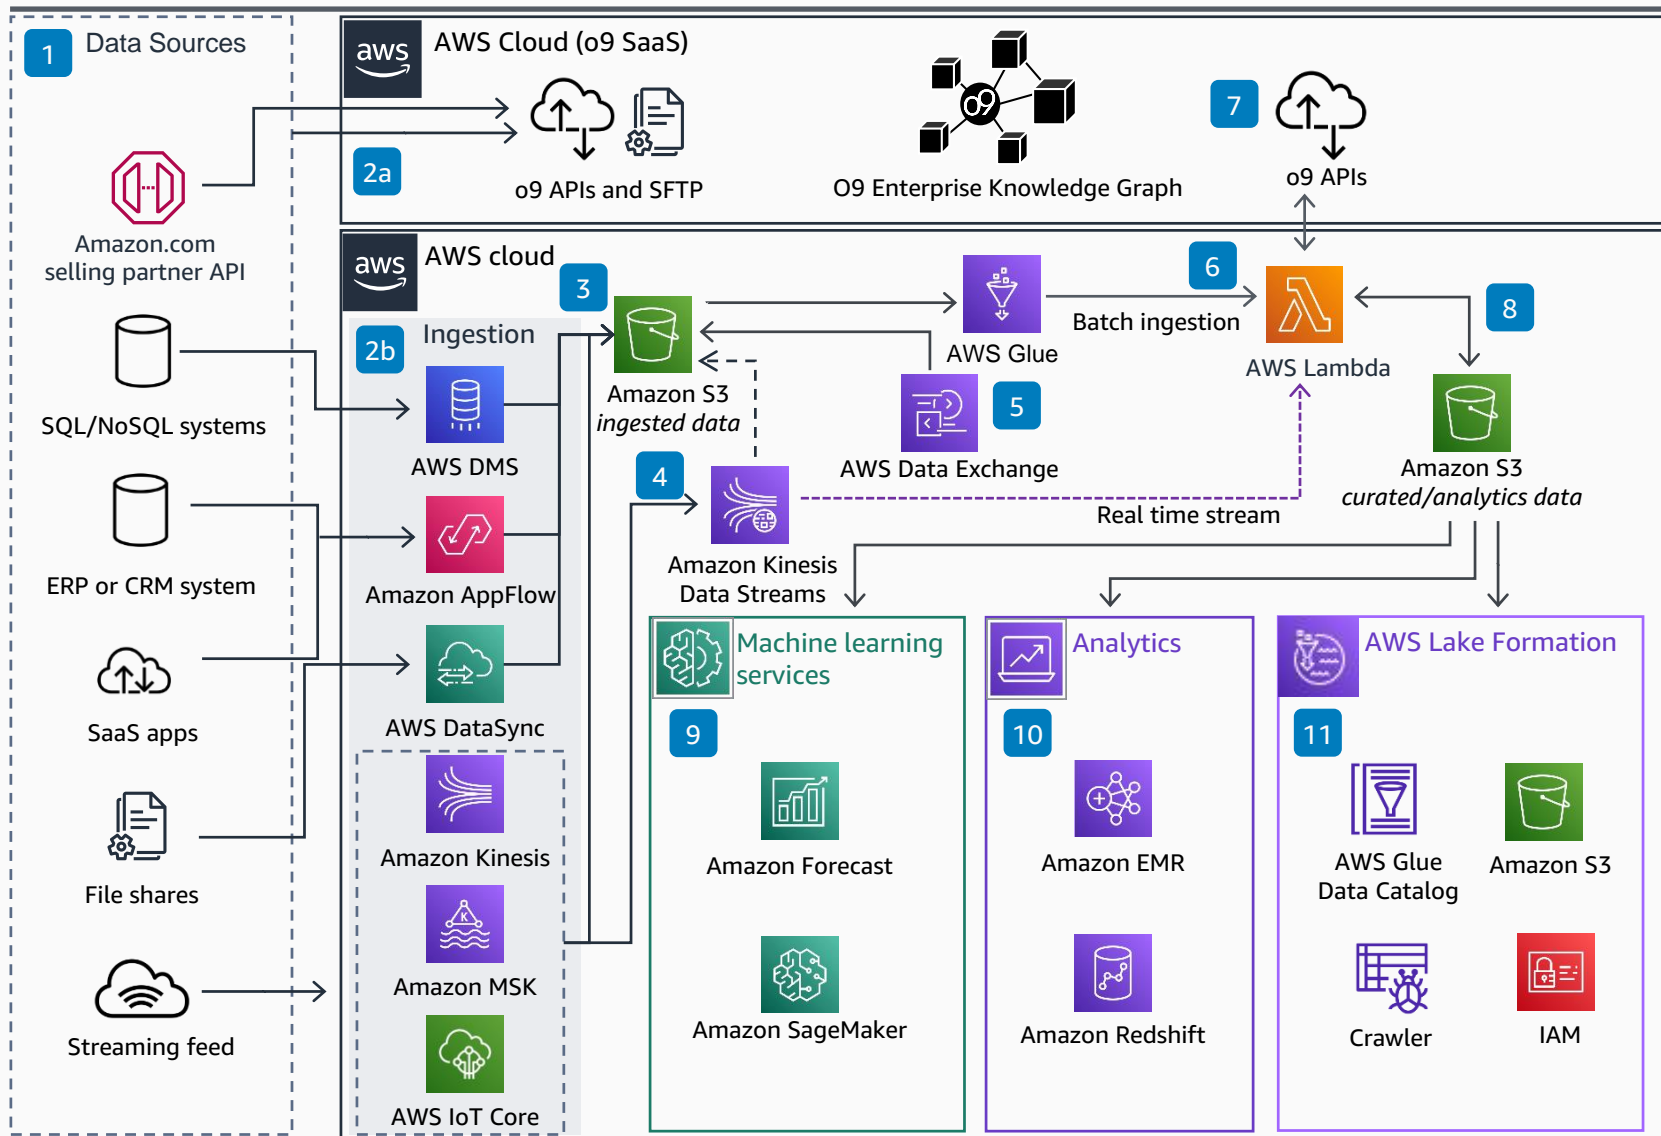 1
Data Sources
Amazon.com
selling partner API
SQL/NoSQL systems
ERP or CRM system
SaaS apps
File shares
Streaming feed
aws
AWS Cloud (o9 SaaS)
2a
o9 APIs and SFTP
o9
O9 Enterprise Knowledge Graph
7
o9 APIs
aws
AWS cloud
2b
Ingestion
AWS DMS
Amazon AppFlow
AWS DataSync
Amazon Kinesis
K
Amazon MSK
AWS IoT Core
3
Amazon S3
ingested data
4
Amazon Kinesis
Data Streams
AWS Glue
5
AWS Data Exchange
Batch ingestion
Real time stream
6
AWS Lambda
8
Amazon S3
curated/analytics data
Machine learning
services
9
Amazon Forecast
Amazon SageMaker
Analytics
10
Amazon EMR
Amazon Redshift
AWS Lake Formation
11
AWS Glue
Data Catalog
Amazon S3
Crawler
IAM